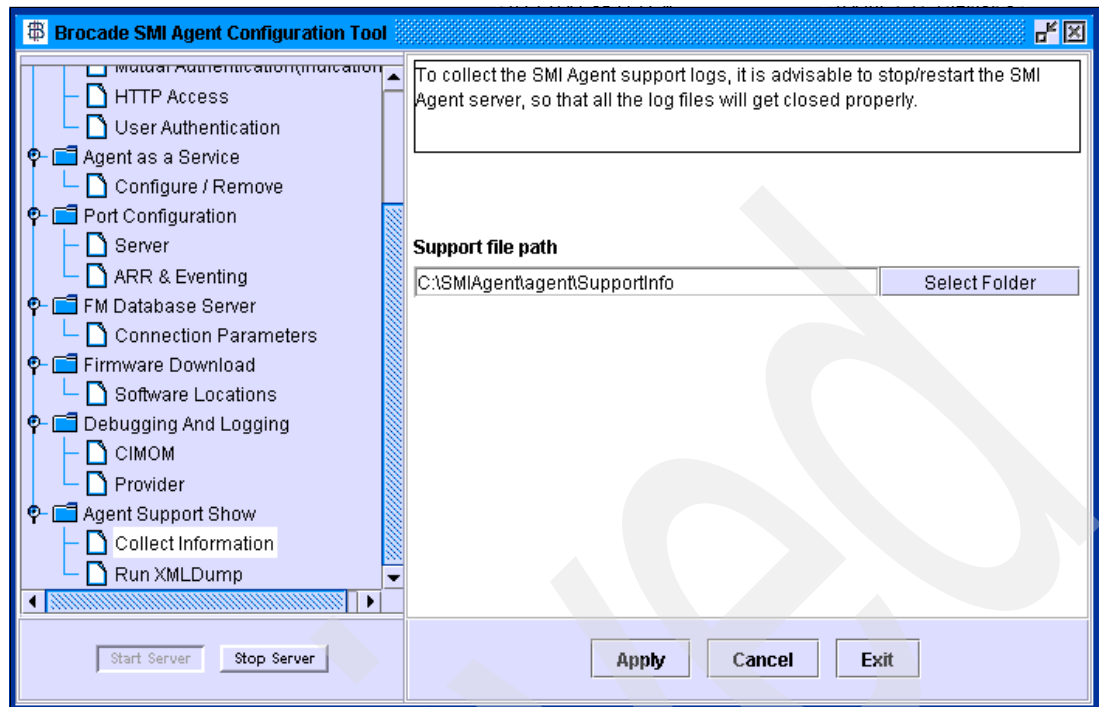 Brocade SMI Agent Configuration Tool
Mutual Authentication(Indication
HTTP Access
User Authentication
Agent as a Service
Configure / Remove
Port Configuration
Server
ARR & Eventing
FM Database Server
Connection Parameters
Firmware Download
Software Locations
Debugging And Logging
CIMOM
Provider
Agent Support Show
Collect Information
Run XMLDump
Start Server
Stop Server
To collect the SMI Agent support logs, it is advisable to stop/restart the SMI
Agent server, so that all the log files will get closed properly.
Support file path
C:\SMIAgent\agent\SupportInfo
Select Folder
Apply
Cancel
Exit